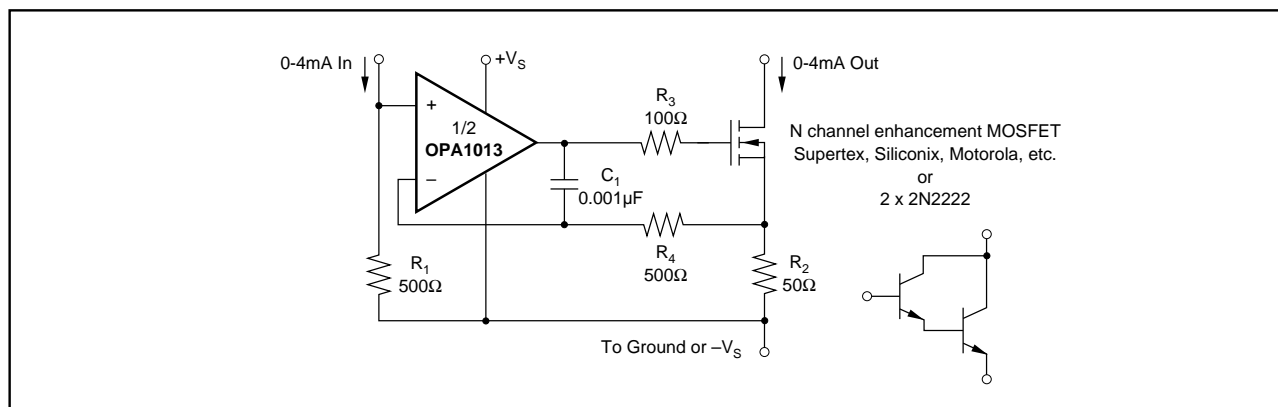 0-4mA In
+VS
0-4mA Out
+
1/2
OPA1013
–
R3
100Ω
N channel enhancement MOSFET
Supertex, Siliconix, Motorola, etc.
or
2 x 2N2222
C1
0.001µF
R1
500Ω
R4
500Ω
R2
50Ω
To Ground or –VS